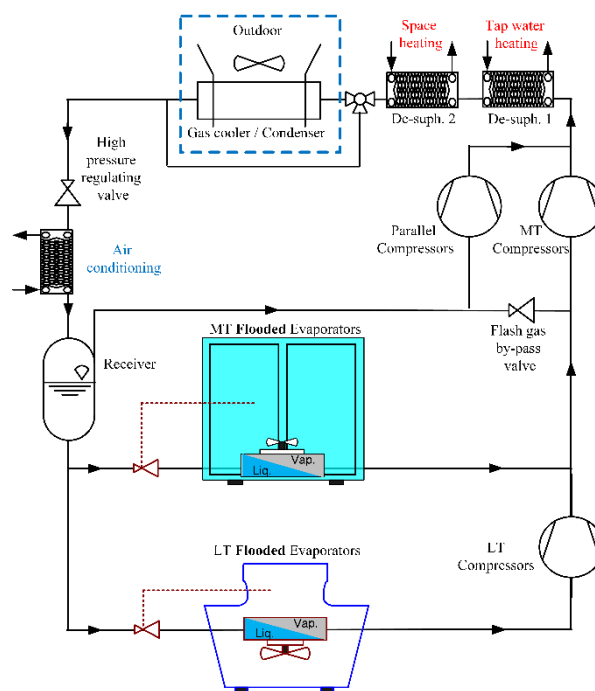 Outdoor
Space
heating
Tap water
heating
Gas cooler / Condenser
De-suph. 2
De-suph. 1
High
pressure
regulating
valve
Parallel
Compressors
MT
Compressors
Air
conditioning
Receiver
MT Flooded Evaporators
Flash gas
by-pass
valve
Liq.
Vap.
LT Flooded Evaporators
LT
Compressors
Liq.
Vap.